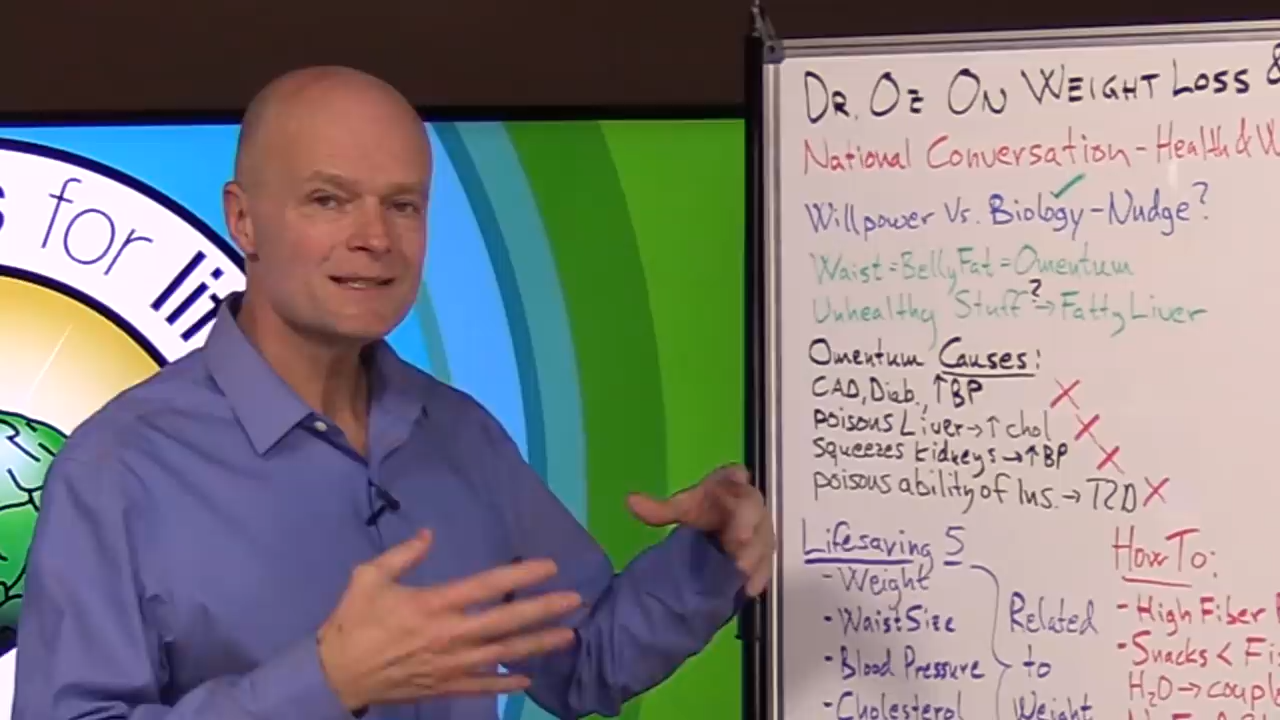 for
DR. OZ ON WEIGHT LOSS &
National Conversation - Health &
Willpower Vs. Biology - Nudge?
Waist = Belly Fat = Omentum
Unhealthy "Stuff"? → Fatty Liver
Omentum Causes:
CAD, Diab., ↑BP X
poisons Liver → ↑ chol X
squeezes kidneys → ↑BP X
poisons ability of Ins. → T2D X
Lifesaving 5
- Weight
- Waist Size
- Blood Pressure
- Cholesterol
Related
to
Weight
How To:
- High Fiber
- Snacks <
H2O →